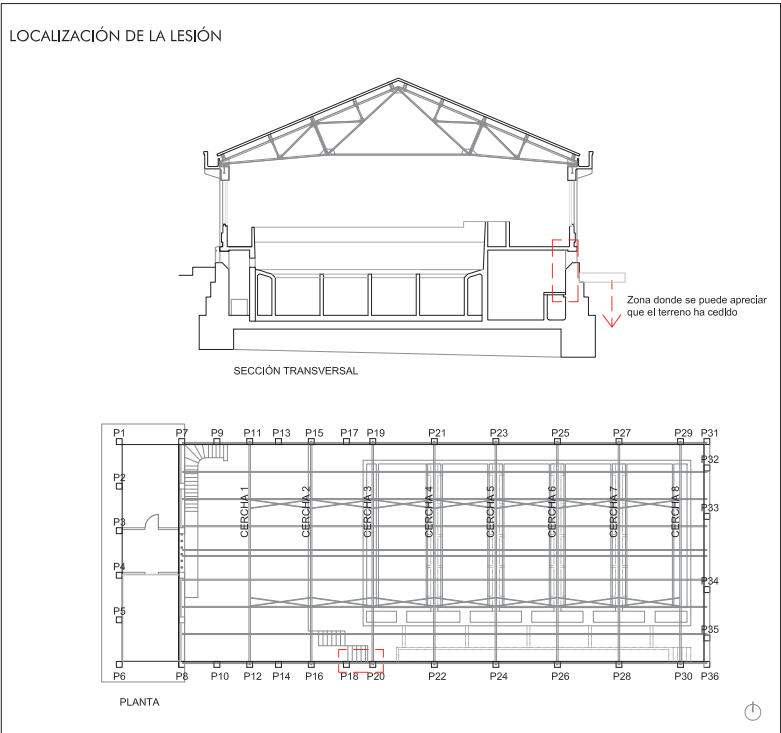 LOCALIZACIÓN DE LA LESIÓN
Zona donde se puede apreciar
que el terreno ha cedido
SECCIÓN TRANSVERSAL
P1 P7 P9 P11 P13 P15 P17 P19 P21 P23 P25 P27 P29 P31
P32
P2
CERCHA 1 CERCHA 2 CERCHA 3 CERCHA 4 CERCHA 5 CERCHA 6 CERCHA 7 CERCHA 8
P33
P3
P4
P34
P5
P35
P6 P8 P10 P12 P14 P16 P18 P20 P22 P24 P26 P28 P30 P36
PLANTA